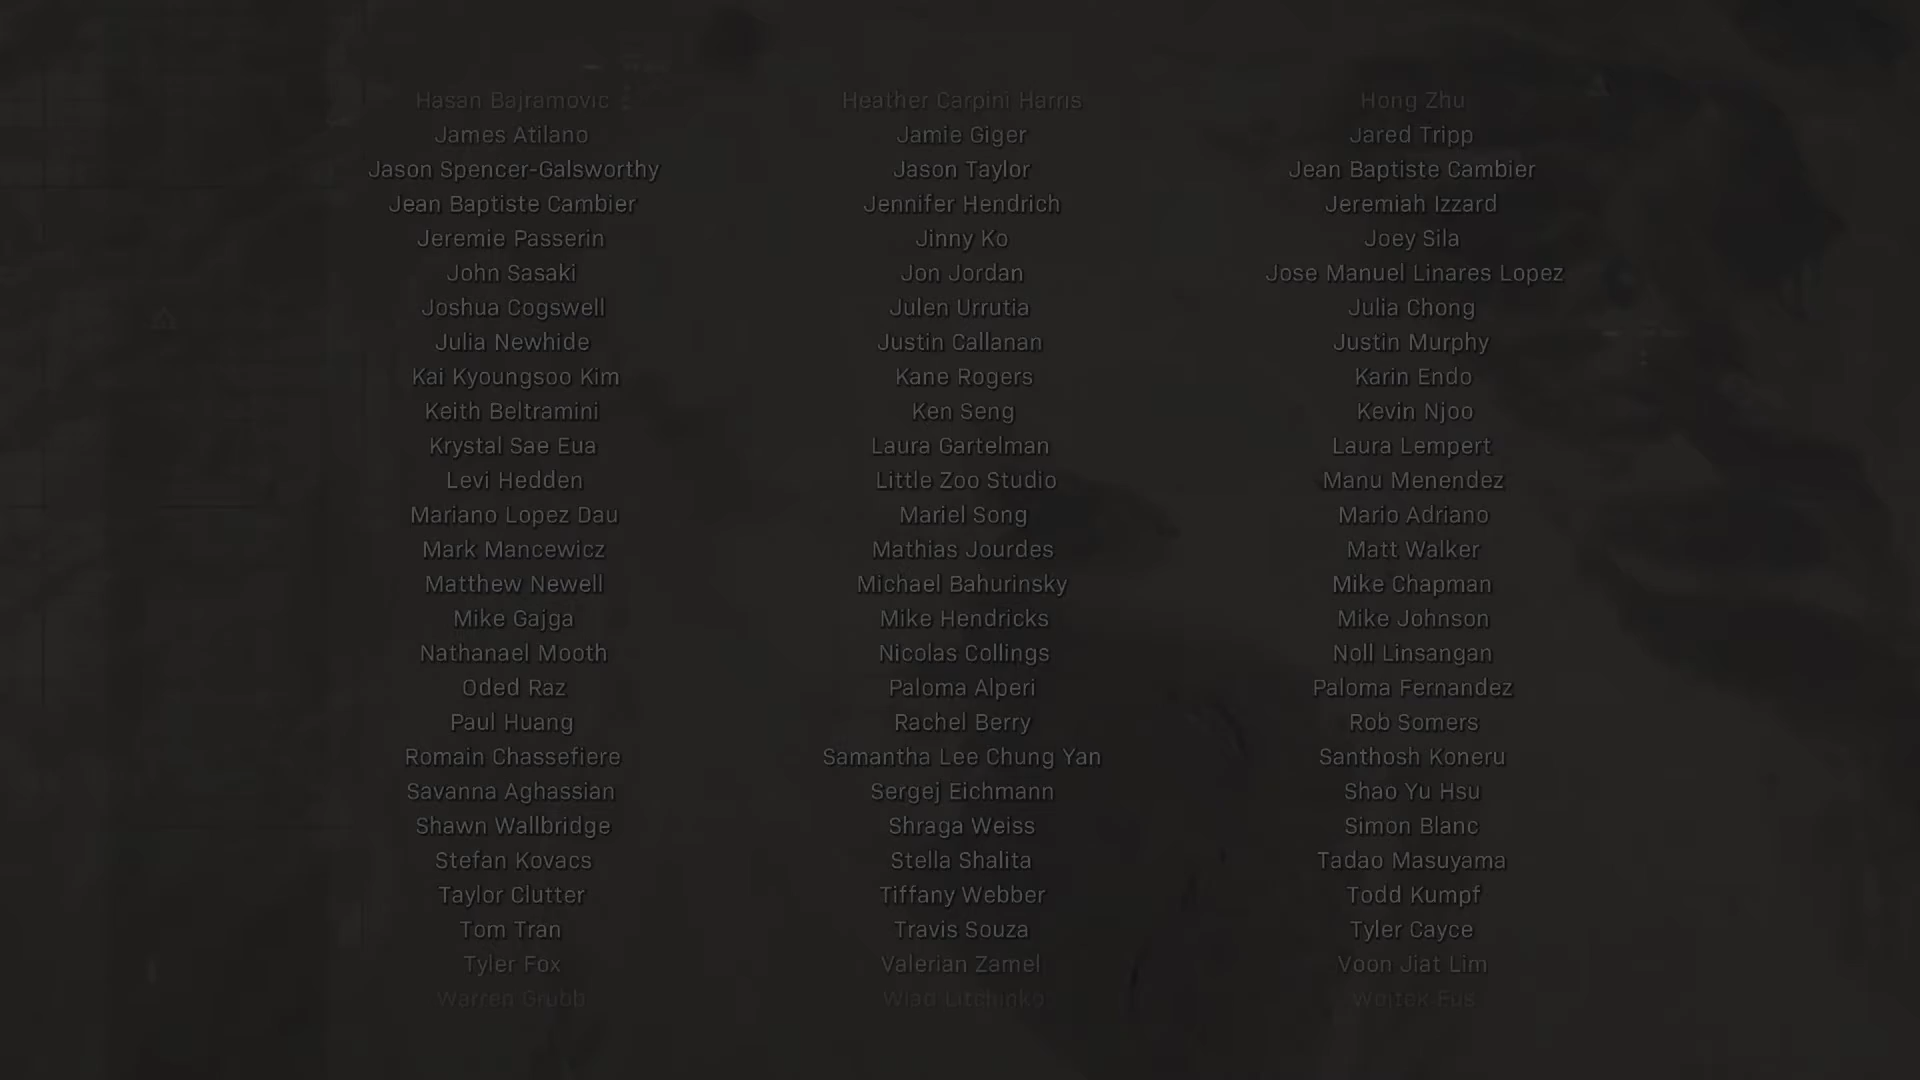 Hasan Bajramovic Heather Carpini Harris Hong Zhu
James Atilano Jamie Giger Jared Tripp
Jason Spencer-Galsworthy Jason Taylor Jean Baptiste Cambier
Jean Baptiste Cambier Jennifer Hendrich Jeremiah Izzard
Jeremie Passerin Jinny Ko Joey Sila
John Sasaki Jon Jordan Jose Manuel Linares Lopez
Joshua Cogswell Julen Urrutia Julia Chong
Julia Newhide Justin Callanan Justin Murphy
Kai Kyoungsoo Kim Kane Rogers Karin Endo
Keith Beltramini Ken Seng Kevin Njoo
Krystal Sae Eua Laura Gartelman Laura Lempert
Levi Hedden Little Zoo Studio Manu Menendez
Mariano Lopez Dau Mariel Song Mario Adriano
Mark Mancewicz Mathias Jourdes Matt Walker
Matthew Newell Michael Bahurinsky Mike Chapman
Mike Gajga Mike Hendricks Mike Johnson
Nathanael Mooth Nicolas Collings Noll Linsangan
Oded Raz Paloma Alperi Paloma Fernandez
Paul Huang Rachel Berry Rob Somers
Romain Chassefiere Samantha Lee Chung Yan Santhosh Koneru
Savanna Aghassian Sergej Eichmann Shao Yu Hsu
Shawn Wallbridge Shraga Weiss Simon Blanc
Stefan Kovacs Stella Shalita Tadao Masuyama
Taylor Clutter Tiffany Webber Todd Kumpf
Tom Tran Travis Souza Tyler Cayce
Tyler Fox Valerian Zamel Voon Jiat Lim
Warren Grubb Wojtek Fus